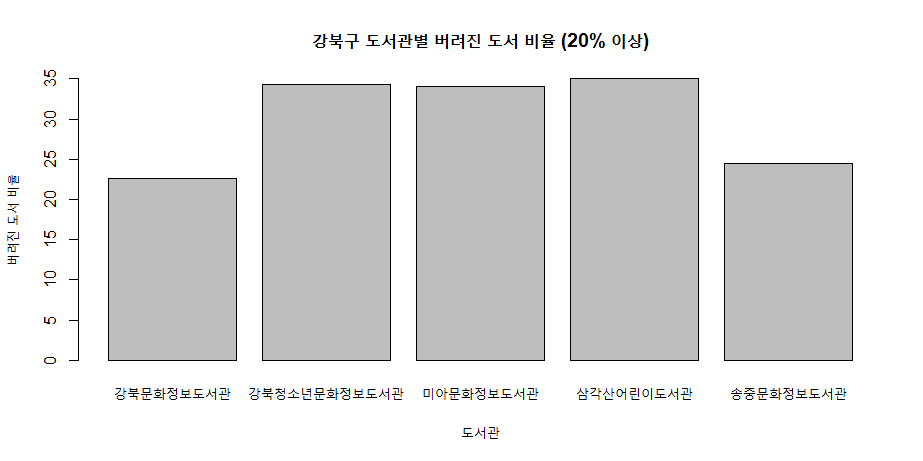 강북구 도서관별 버려진 도서 비율 (20% 이상)
버려진 도서 비율
35
30
25
20
15
10
5
0
강북문화정보도서관 강북청소년문화정보도서관 미아문화정보도서관 삼각산어린이도서관 송중문화정보도서관
도서관